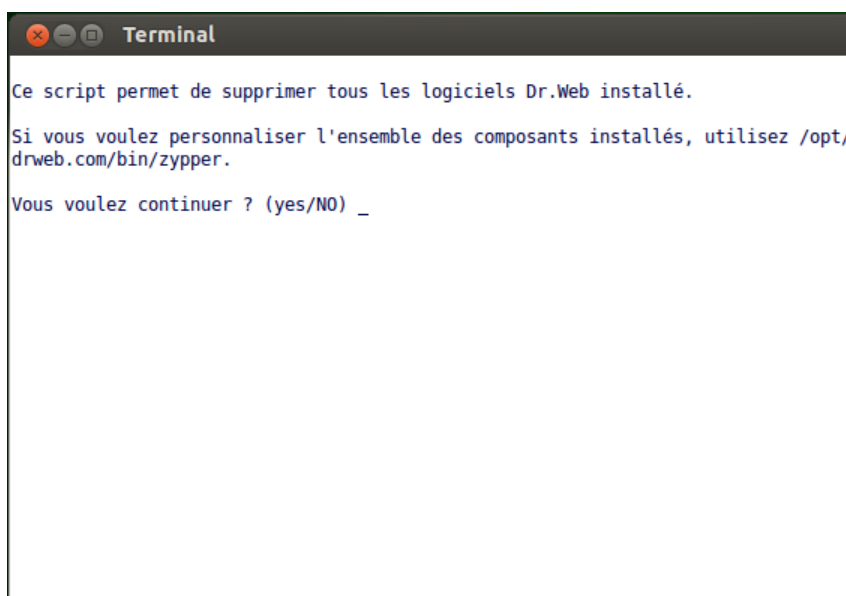 Terminal
Ce script permet de supprimer tous les logiciels Dr.Web installé.
Si vous voulez personnaliser l'ensemble des composants installés, utilisez /opt/
drweb.com/bin/zypper.
Vous voulez continuer ? (yes/NO) _